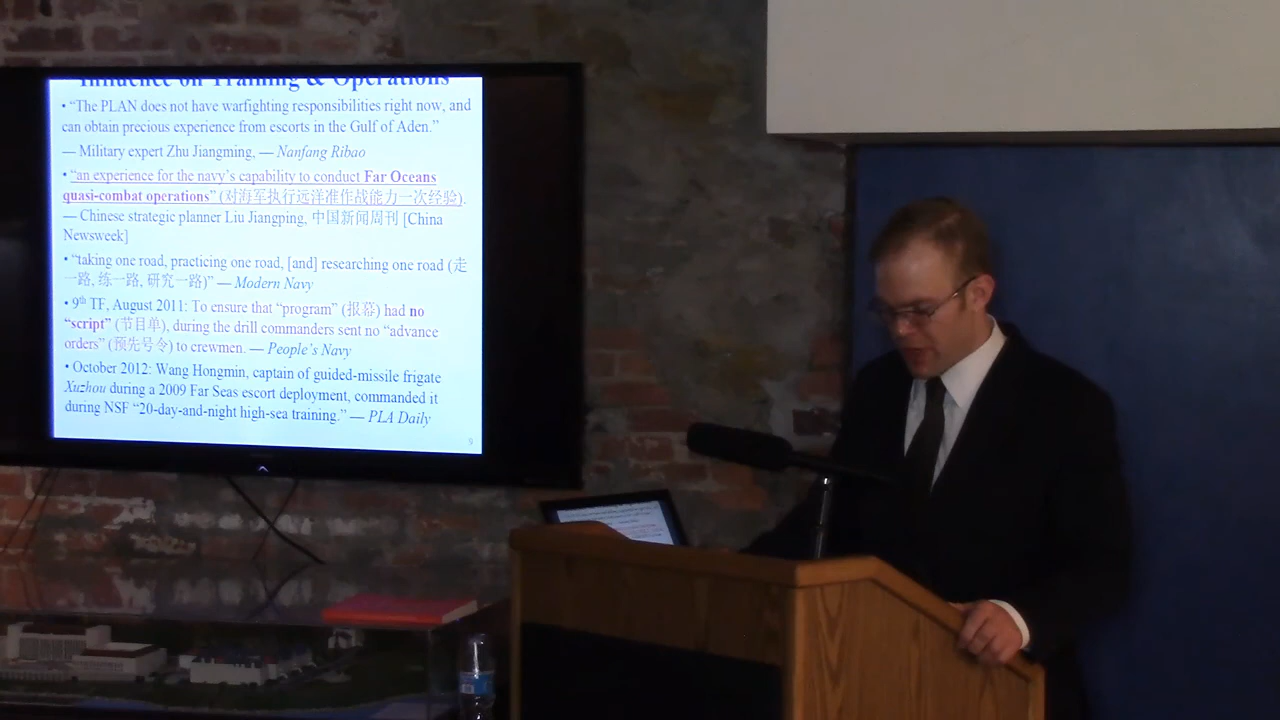 Influence on Training & Operations
• “The PLAN does not have warfighting responsibilities right now, and
can obtain precious experience from escorts in the Gulf of Aden.”
— Military expert Zhu Jiangming, — Nanfang Ribao
• “an experience for the navy’s capability to conduct Far Oceans
quasi-combat operations” (对海军执行远洋准作战能力一次经验).
— Chinese strategic planner Liu Jiangping, 中国新闻周刊 [China
Newsweek]
• “taking one road, practicing one road, [and] researching one road (走
一路, 练一路, 研究一路)” — Modern Navy
• 9th TF, August 2011: To ensure that “program” (报幕) had no
“script” (节目单), during the drill commanders sent no “advance
orders” (预先号令) to crewmen. — People’s Navy
• October 2012: Wang Hongmin, captain of guided-missile frigate
Xuzhou during a 2009 Far Seas escort deployment, commanded it
during NSF “20-day-and-night high-sea training.” — PLA Daily
9